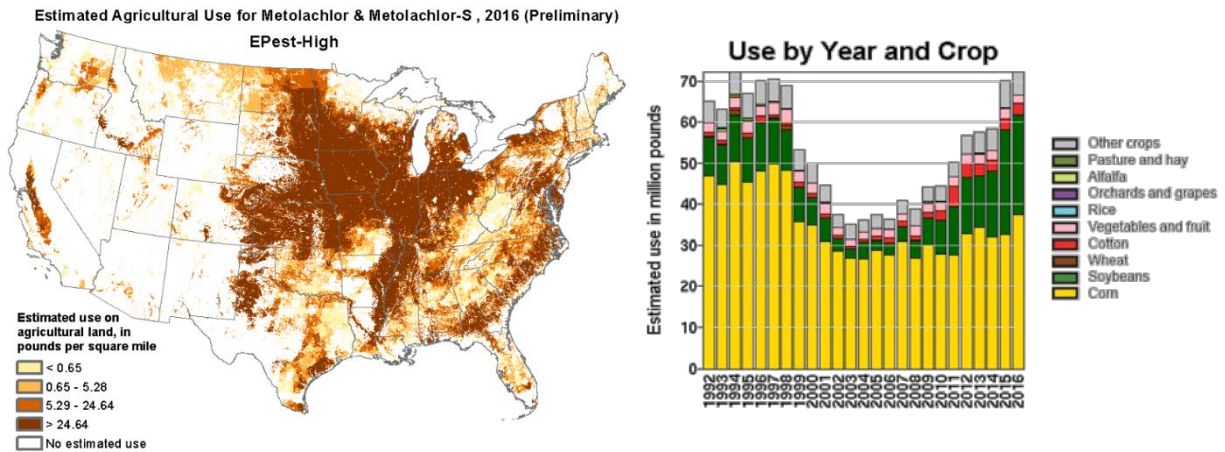 Estimated Agricultural Use for Metolachlor & Metolachlor-S , 2016 (Preliminary)
EPest-High
Estimated use on
agricultural land, in
pounds per square mile
< 0.65
0.65 - 5.28
5.29 - 24.64
> 24.64
No estimated use
Use by Year and Crop
Estimated use in million pounds
70
60
50
40
30
20
10
0
1992
1993
1994
1995
1996
1997
1998
1999
2000
2001
2002
2003
2004
2005
2006
2007
2008
2009
2010
2011
2012
2013
2014
2015
2016
Other crops
Pasture and hay
Alfalfa
Orchards and grapes
Rice
Vegetables and fruit
Cotton
Wheat
Soybeans
Corn